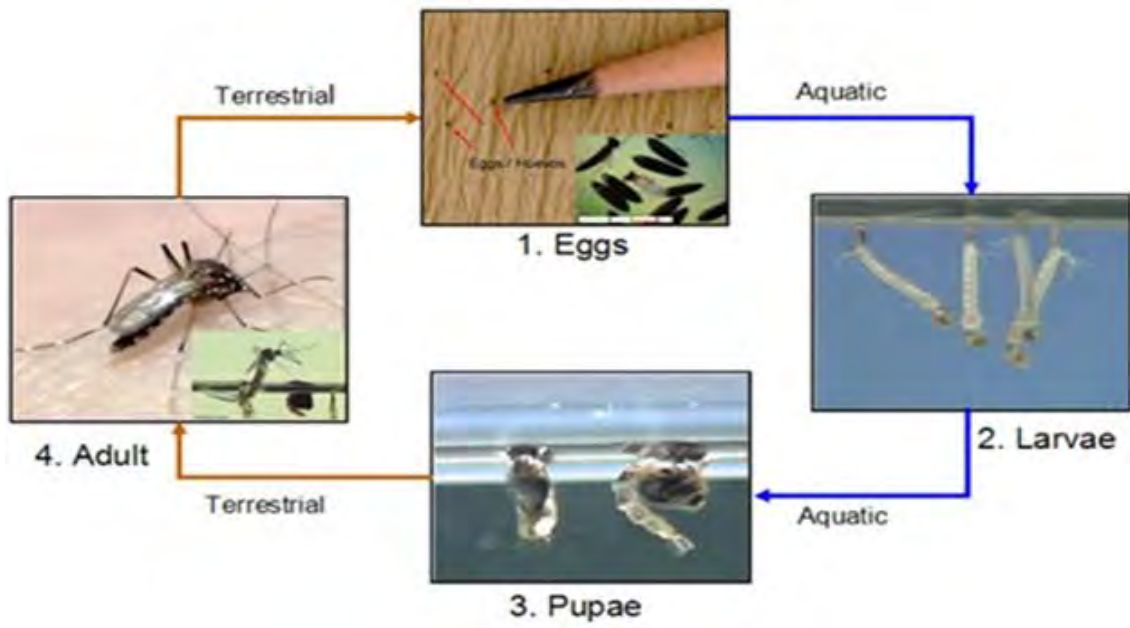 Terrestrial
Aquatic
Eggs / Huevos
1. Eggs
2. Larvae
4. Adult
Terrestrial
Aquatic
3. Pupae